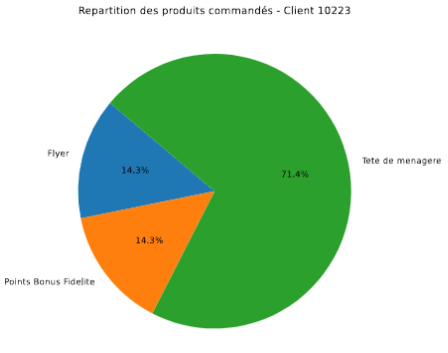 Repartition des produits commandés - Client 10223
Tete de menagere
71.4%
Flyer
14.3%
14.3%
Points Bonus Fidelite